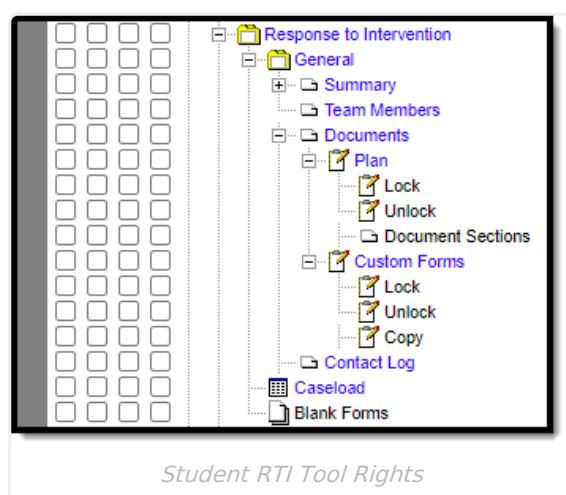 Response to Intervention
General
Summary
Team Members
Documents
Plan
Lock
Unlock
Document Sections
Custom Forms
Lock
Unlock
Copy
Contact Log
Caseload
Blank Forms
Student RTI Tool Rights